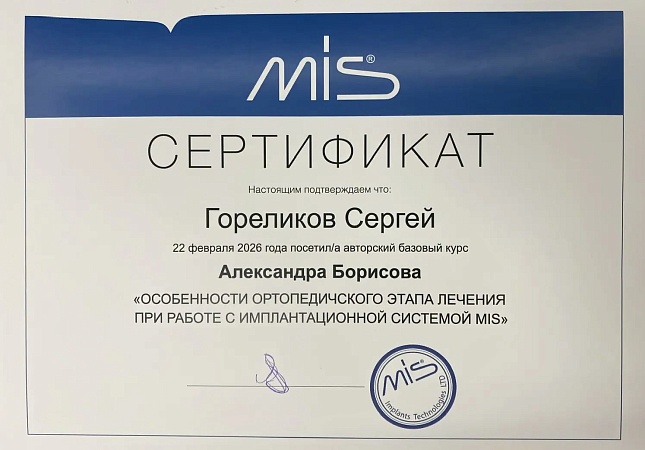 MIS®
СЕРТИФИКАТ
Настоящим подтверждаем что:
Гореликов Сергей
22 февраля 2026 года посетил/а авторский базовый курс
Александра Борисова
«ОСОБЕННОСТИ ОРТОПЕДИЧСКОГО ЭТАПА ЛЕЧЕНИЯ
ПРИ РАБОТЕ С ИМПЛАНТАЦИОННОЙ СИСТЕМОЙ MIS»
MIS®
Implants Technologies LTD